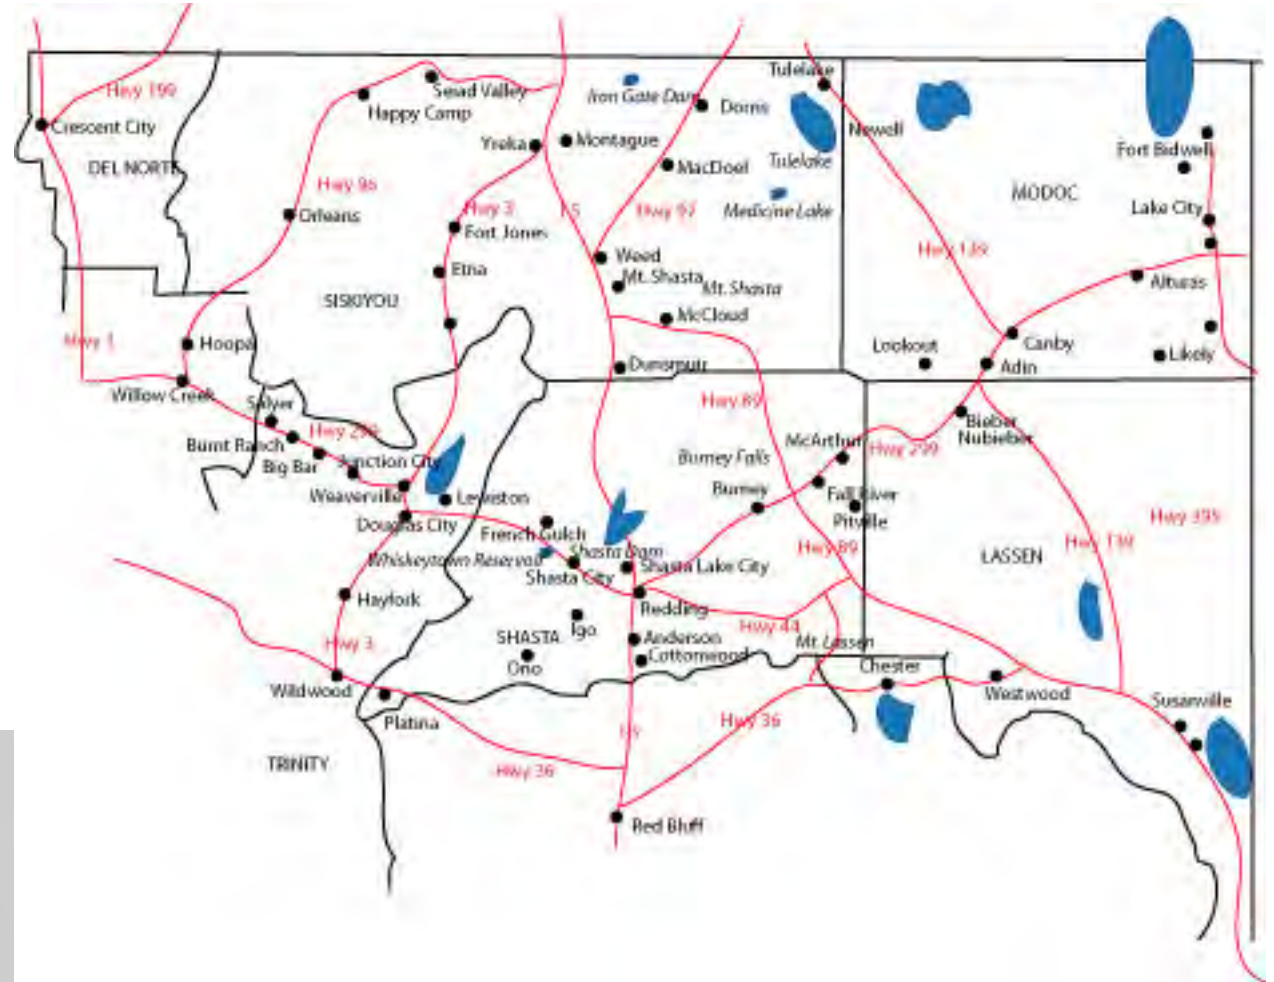 Tulelake
Seiad Valley
Hwy 199
Iron Gate Dam
Dorris
Happy Camp
Crescent City
Newell
Montague
Yreka
Fort Bidwell
Tulelake
MacDoel
DEL NORTE
Hwy 96
MODOC
Hwy 3
I-5
Hwy 97
Medicine Lake
Lake City
Orleans
Fort Jones
Hwy 139
Weed
Etna
Mt. Shasta
Mt. Shasta
Alturas
SISKIYOU
McCloud
Hwy 1
Hoopa
Lookout
Canby
Likely
Dunsmuir
Adin
Willow Creek
Salyer
Hwy 89
Bieber
Nubieber
Hwy 299
Burnt Ranch
McArthur
Hwy 299
Big Bar
Junction City
Burney Falls
Weaverville
Lewiston
Burney
Fall River
Pitville
Hwy 395
Douglas City
French Gulch
Hwy 139
Hwy 89
Whiskeytown Reservoir
Shasta Dam
LASSEN
Shasta City
Shasta Lake City
Hayfork
Redding
Igo
Hwy 44
SHASTA
Anderson
Hwy 3
Mt. Lassen
Ono
Cottonwood
Chester
Wildwood
Westwood
Susanville
Platina
Hwy 36
I-5
TRINITY
Hwy 36
Red Bluff